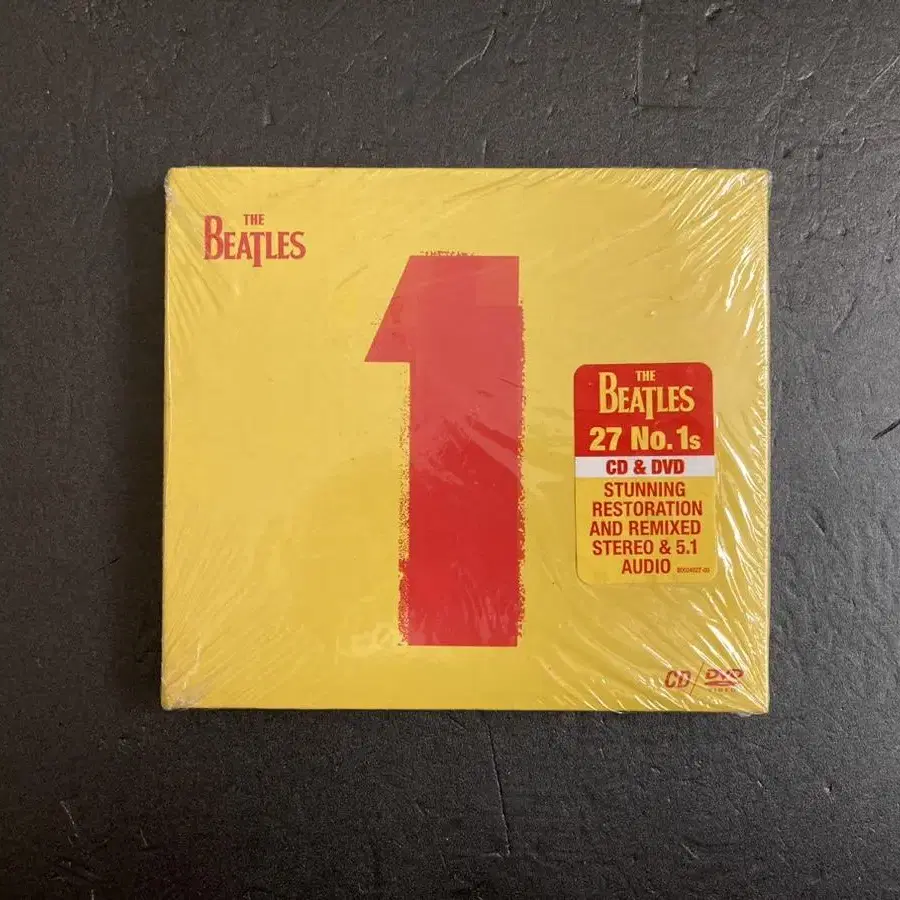 THE
BEATLES
1
THE
BEATLES
27 No.1s
CD & DVD
STUNNING
RESTORATION
AND REMIXED
STEREO & 5.1
AUDIO
CD/DVD
VIDEO